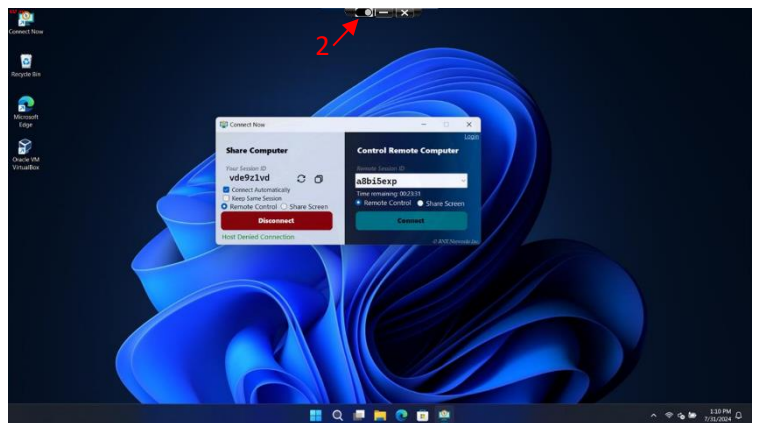 2
Connect Now
Recycle Bin
Microsoft
Edge
Oracle VM
VirtualBox
Connect Now
Login
Share Computer
Your Session ID
vde9z1vd
Connect Automatically
Keep Same Session
Remote Control
Share Screen
Disconnect
Host Denied Connection
Control Remote Computer
Remote Session ID
a8bi5exp
Time remaining: 00:23:31
Remote Control
Share Screen
Connect
1:10 PM
7/31/2024